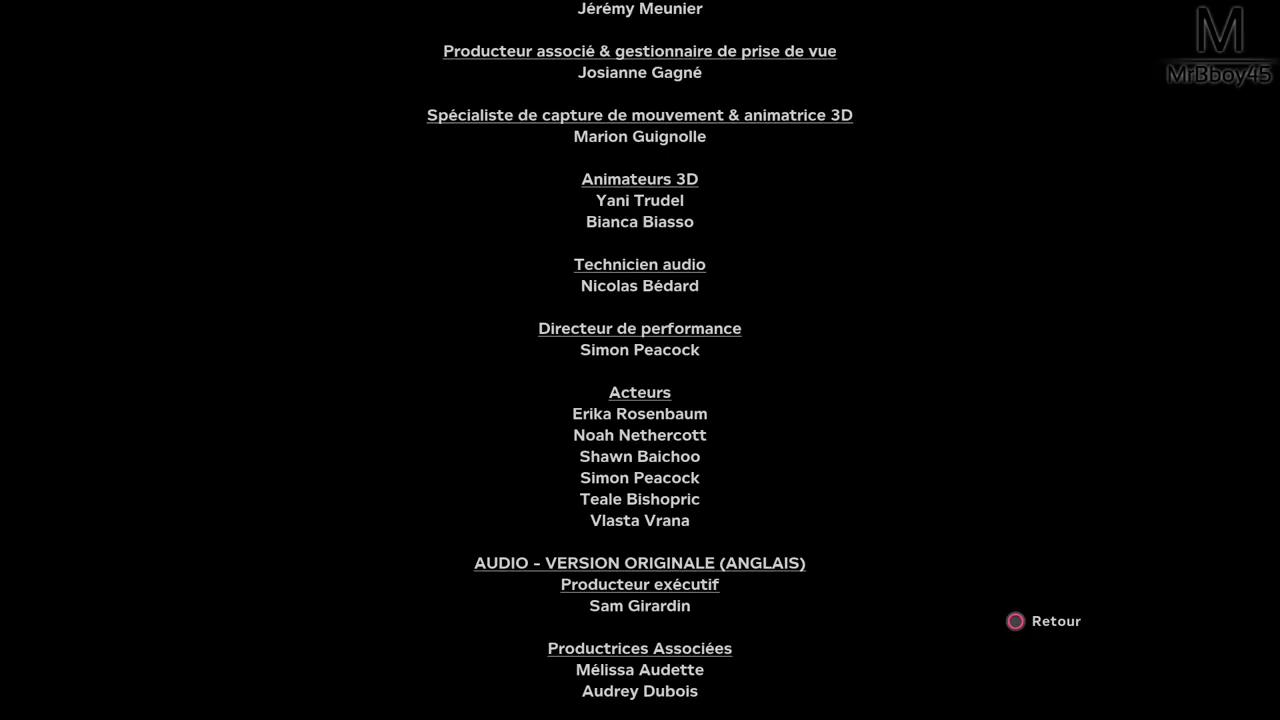 Jérémy Meunier
Producteur associé & gestionnaire de prise de vue
Josianne Gagné
Spécialiste de capture de mouvement & animatrice 3D
Marion Guignolle
Animateurs 3D
Yani Trudel
Bianca Biasso
Technicien audio
Nicolas Bédard
Directeur de performance
Simon Peacock
Acteurs
Erika Rosenbaum
Noah Nethercott
Shawn Baichoo
Simon Peacock
Teale Bishopric
Vlasta Vrana
AUDIO - VERSION ORIGINALE (ANGLAIS)
Producteur exécutif
Sam Girardin
Productrices Associées
Mélissa Audette
Audrey Dubois
Retour
M
MrBboy45